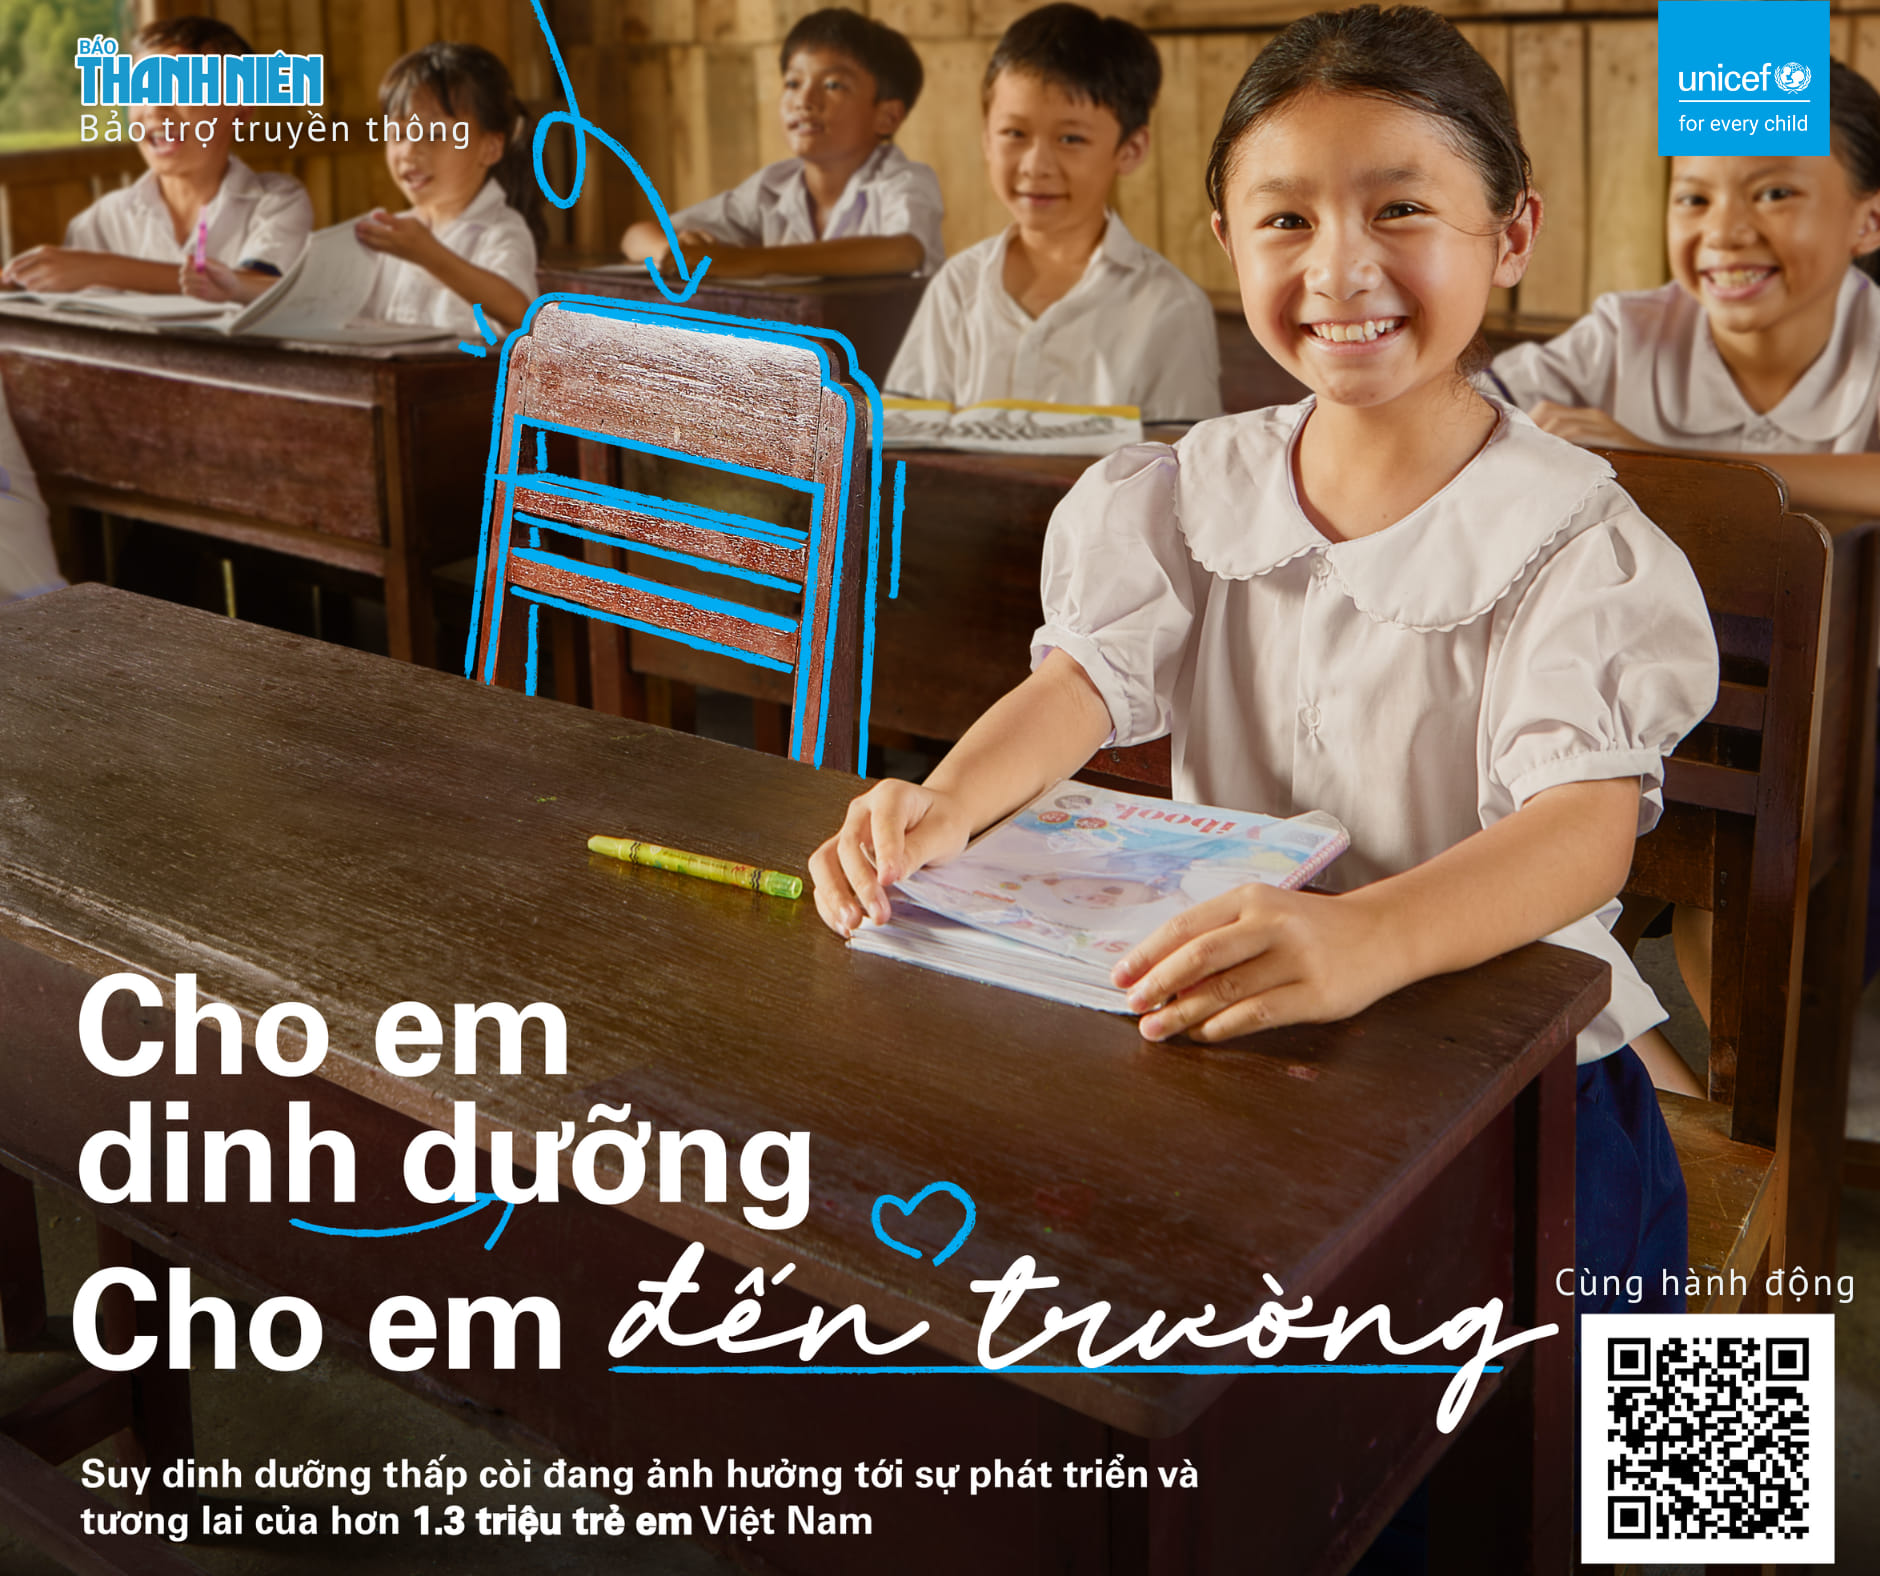 BÁO
THANH NIÊN
Bảo trợ truyền thông
unicef
for every child
Cho em
dinh dưỡng
Cho em đến trường
Cùng hành động
Suy dinh dưỡng thấp còi đang ảnh hưởng tới sự phát triển và
tương lai của hơn 1.3 triệu trẻ em Việt Nam